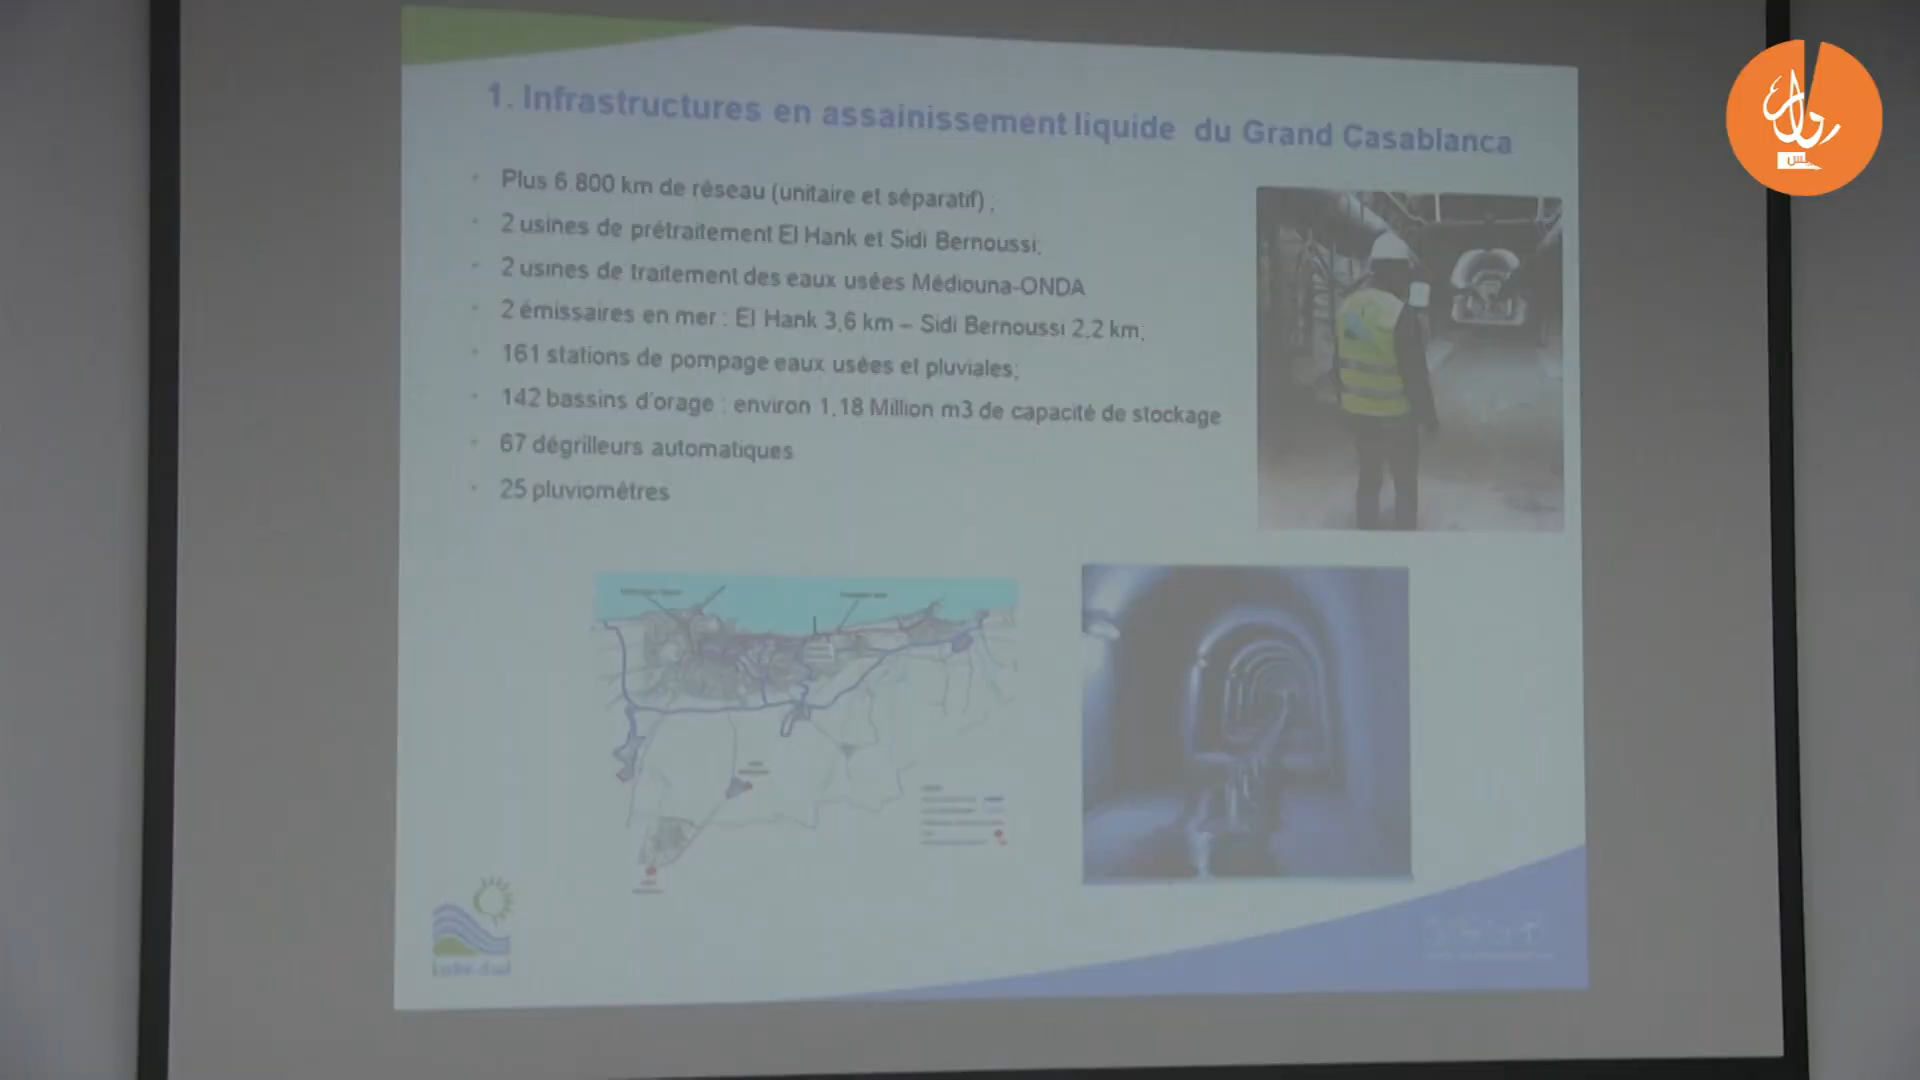 1. Infrastructures en assainissement liquide du Grand Casablanca
Plus 6.800 km de réseau (unitaire et séparatif) ;
2 usines de prétraitement El Hank et Sidi Bernoussi;
2 usines de traitement des eaux usées Médiouna-ONDA
2 émissaires en mer : El Hank 3,6 km – Sidi Bernoussi 2,2 km;
161 stations de pompage eaux usées et pluviales;
142 bassins d'orage : environ 1,18 Million m3 de capacité de stockage
67 dégrilleurs automatiques
25 pluviomètres